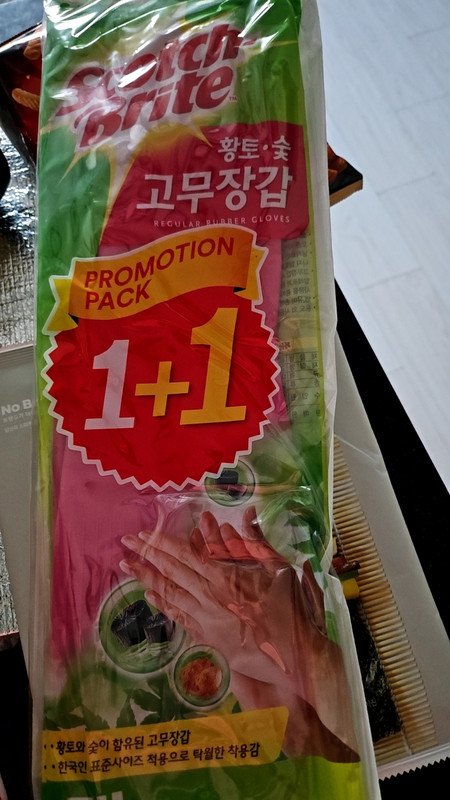 Scotch-
Brite™
황토·숯
고무장갑
REGULAR RUBBER GLOVES
PROMOTION
PACK
1+1
No B
·황토와 숯이 함유된 고무장갑
·한국인 표준사이즈 적용으로 탁월한 착용감